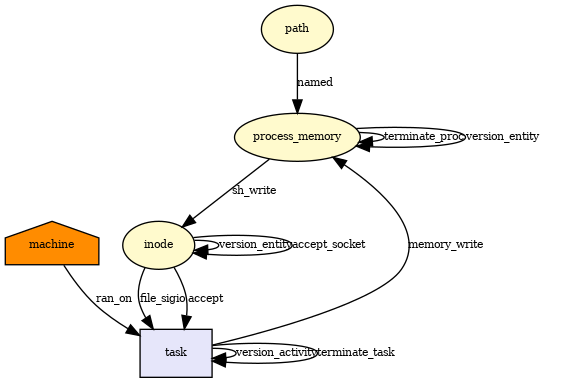 path
named
process_memory
terminate_proc
version_entity
sh_write
machine
inode
version_entity
accept_socket
memory_write
ran_on
file_sigio
accept
task
version_activity
terminate_task